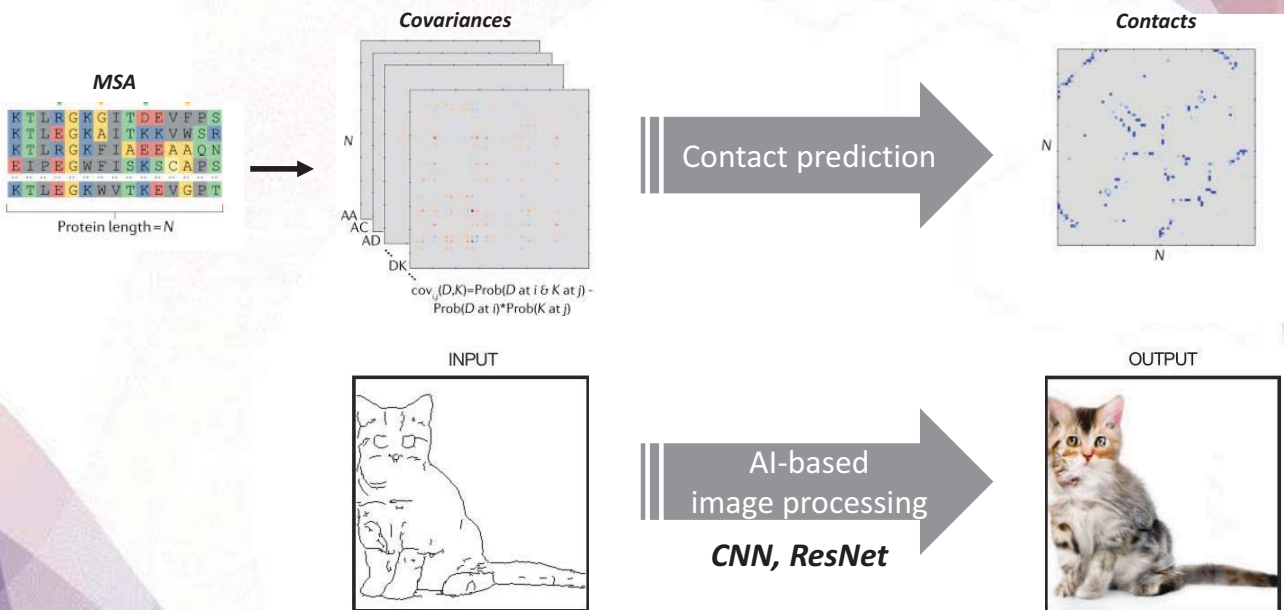 Covariances
Contacts
MSA
K T L R G K G I T D E V F P S
K T L E G K A I T K K V W S R
K T L R G K F I A E E A A Q N
E I P E G W F I S K S C A P S
K T L E G K W V T K E V G P T
Protein length = N
N
AA
AC
AD
DK
cov i,j (D,K)=Prob(D at i & K at j) -
Prob(D at i)*Prob(K at j)
Contact prediction
N
N
INPUT
OUTPUT
AI-based
image processing
CNN, ResNet